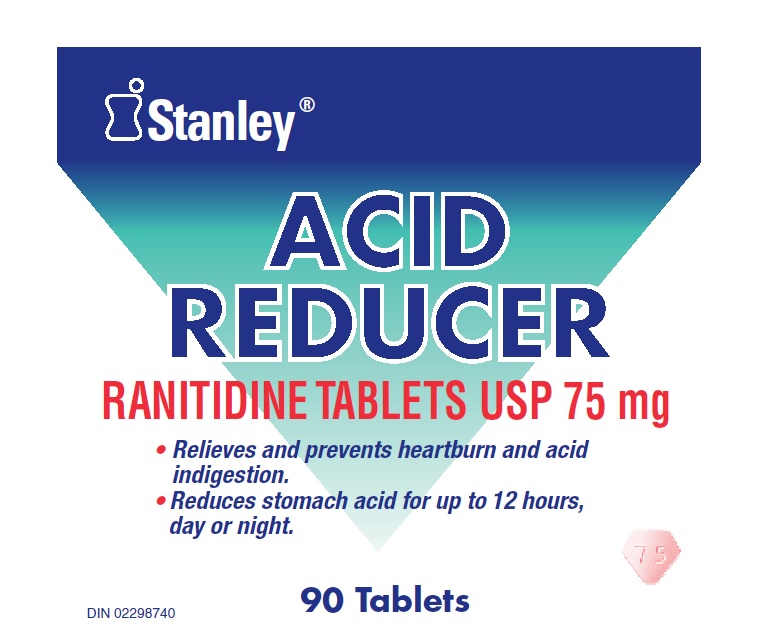 Stanley®
ACID
REDUCER
RANITIDINE TABLETS USP 75 mg
• Relieves and prevents heartburn and acid
indigestion.
• Reduces stomach acid for up to 12 hours,
day or night.
75
90 Tablets
DIN 02298740